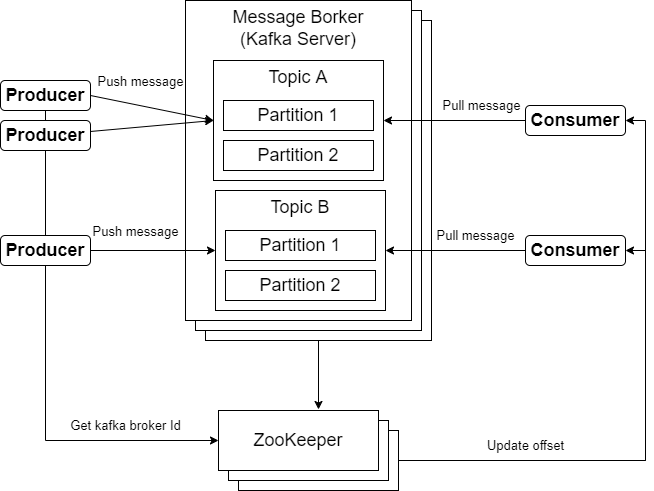 Message Borker
(Kafka Server)
Topic A
Push message
Producer
Partition 1
Pull message
Consumer
Producer
Partition 2
Topic B
Push message
Producer
Partition 1
Pull message
Consumer
Partition 2
Get kafka broker Id
ZooKeeper
Update offset